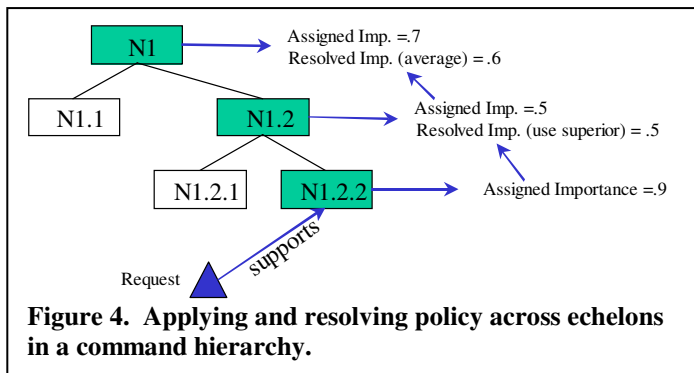 N1
Assigned Imp. =.7
Resolved Imp. (average) = .6
N1.1
N1.2
Assigned Imp. =.5
Resolved Imp. (use superior) = .5
N1.2.1
N1.2.2
Assigned Importance =.9
supports
Request
Figure 4. Applying and resolving policy across echelons
in a command hierarchy.